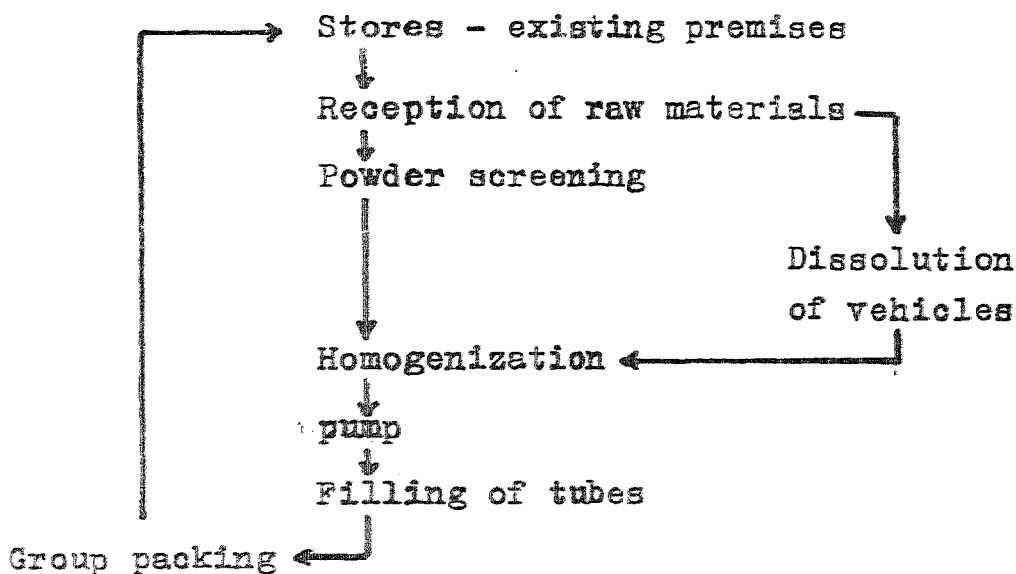 Stores - existing premises
Reception of raw materials
Powder screening
Dissolution
of vehicles
Homogenization
pump
Filling of tubes
Group packing